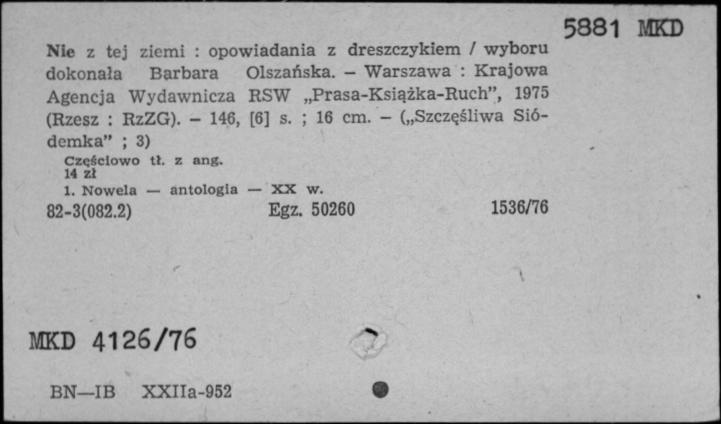 5881 MKD
Nie z tej ziemi : opowiadania z dreszczykiem / wyboru
dokonała Barbara Olszańska. — Warszawa : Krajowa
Agencja Wydawnicza RSW „Prasa-Książka-Ruch”, 1975
(Rzesz : RzZG). — 146, [6] s. ; 16 cm. — („Szczęśliwa Sió-
demka” ; 3)
Częściowo tł. z ang.
14 zł
1. Nowela — antologia — XX w.
82-3(082.2) Egz. 50260 1536/76
MKD 4126/76
BN—IB XXIIa-952